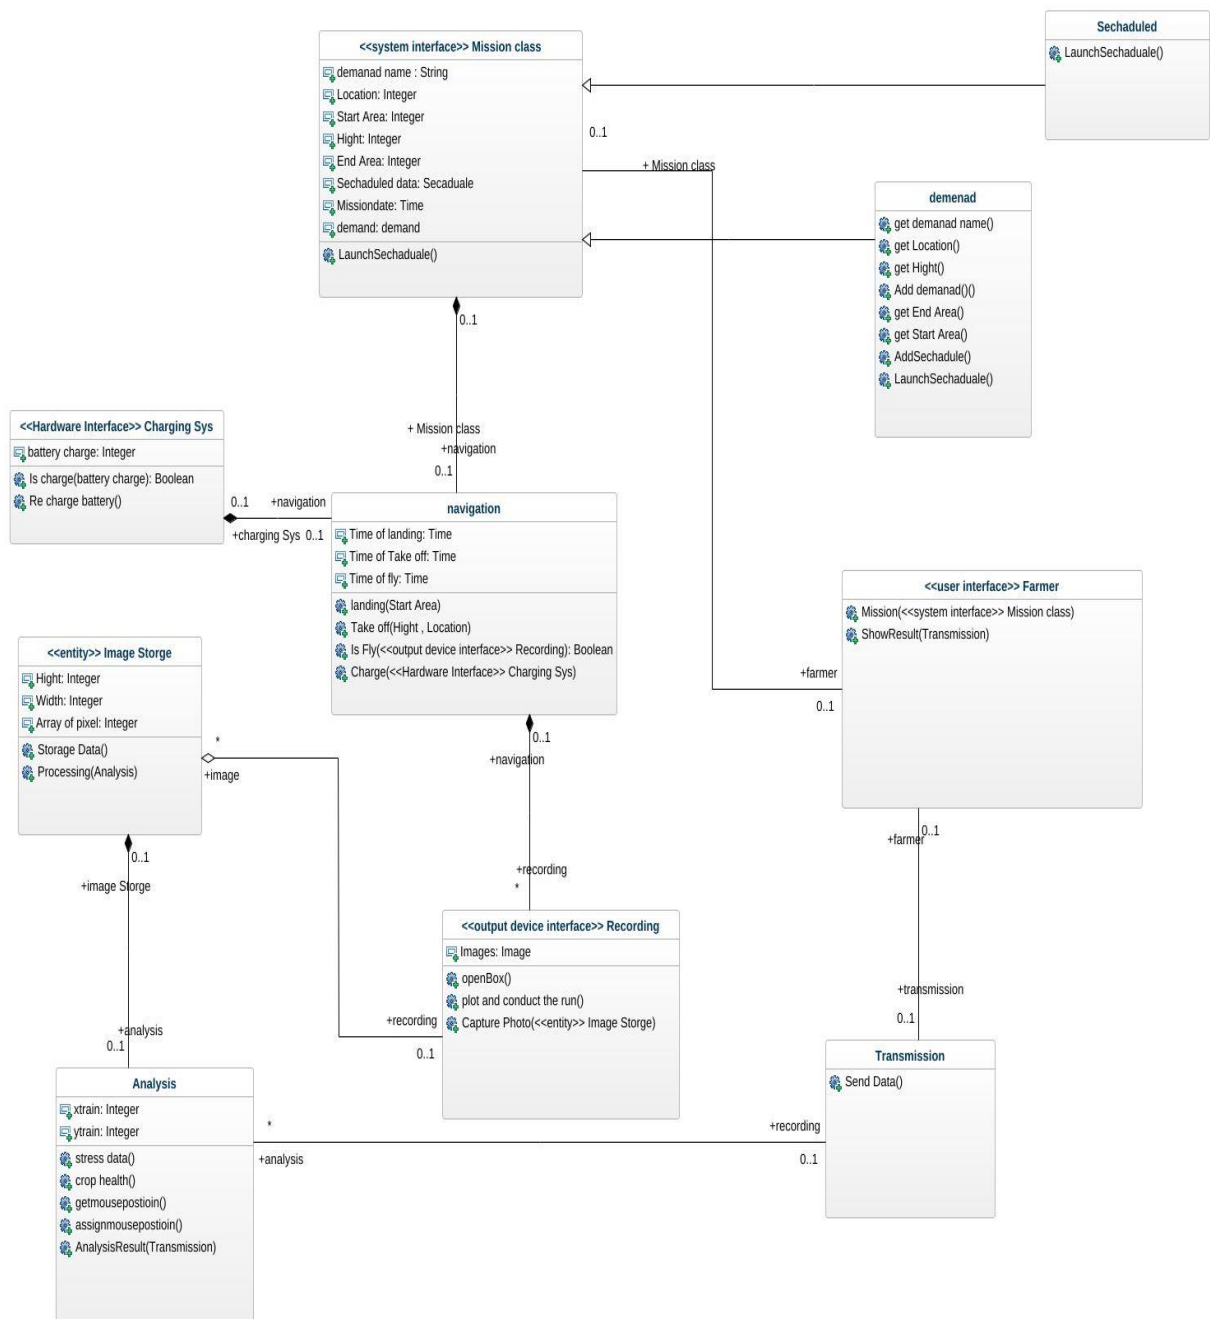 <<system interface>> Mission class
demanad name : String
Location: Integer
Start Area: Integer
Hight: Integer
End Area: Integer
Sechaduled data: Secaduale
Missiondate: Time
demand: demand
LaunchSechaduale()
Sechaduled
LaunchSechaduale()
0..1
+ Mission class
demenad
get demanad name()
get Location()
get Hight()
Add demanad()()
get End Area()
get Start Area()
AddSechadule()
LaunchSechaduale()
0..1
+ Mission class
+navigation
0..1
<<Hardware Interface>> Charging Sys
battery charge: Integer
Is charge(battery charge): Boolean
Re charge battery()
0..1
+navigation
+charging Sys
0..1
navigation
Time of landing: Time
Time of Take off: Time
Time of fly: Time
landing(Start Area)
Take off(Hight , Location)
Is Fly(<<output device interface>> Recording): Boolean
Charge(<<Hardware Interface>> Charging Sys)
<<user interface>> Farmer
Mission(<<system interface>> Mission class)
ShowResult(Transmission)
+farmer
0..1
<<entity>> Image Storge
Hight: Integer
Width: Integer
Array of pixel: Integer
Storage Data()
Processing(Analysis)
*
+image
0..1
+navigation
+recording
*
0..1
+farmer
0..1
+image Storge
<<output device interface>> Recording
Images: Image
openBox()
plot and conduct the run()
Capture Photo(<<entity>> Image Storge)
+recording
0..1
+transmission
0..1
+analysis
0..1
Transmission
Send Data()
Analysis
xtrain: Integer
ytrain: Integer
stress data()
crop health()
getmousepostioin()
assignmousepostioin()
AnalysisResult(Transmission)
*
+analysis
+recording
0..1